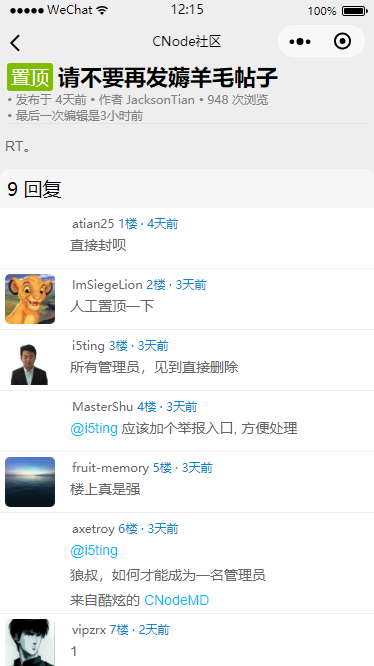 ●●●●● WeChat 12:15 100%
CNode社区
置顶 请不要再发薅羊毛帖子
• 发布于 4天前 • 作者 JacksonTian • 948 次浏览
• 最后一次编辑是3小时前
RT。
9 回复
atian25 1楼 · 4天前
直接封呗
ImSiegeLion 2楼 · 3天前
人工置顶一下
i5ting 3楼 · 3天前
所有管理员，见到直接删除
MasterShu 4楼 · 3天前
@i5ting 应该加个举报入口, 方便处理
fruit-memory 5楼 · 3天前
楼上真是强
axetroy 6楼 · 3天前
@i5ting
狼叔，如何才能成为一名管理员
来自酷炫的 CNodeMD
vipzrx 7楼 · 2天前
1